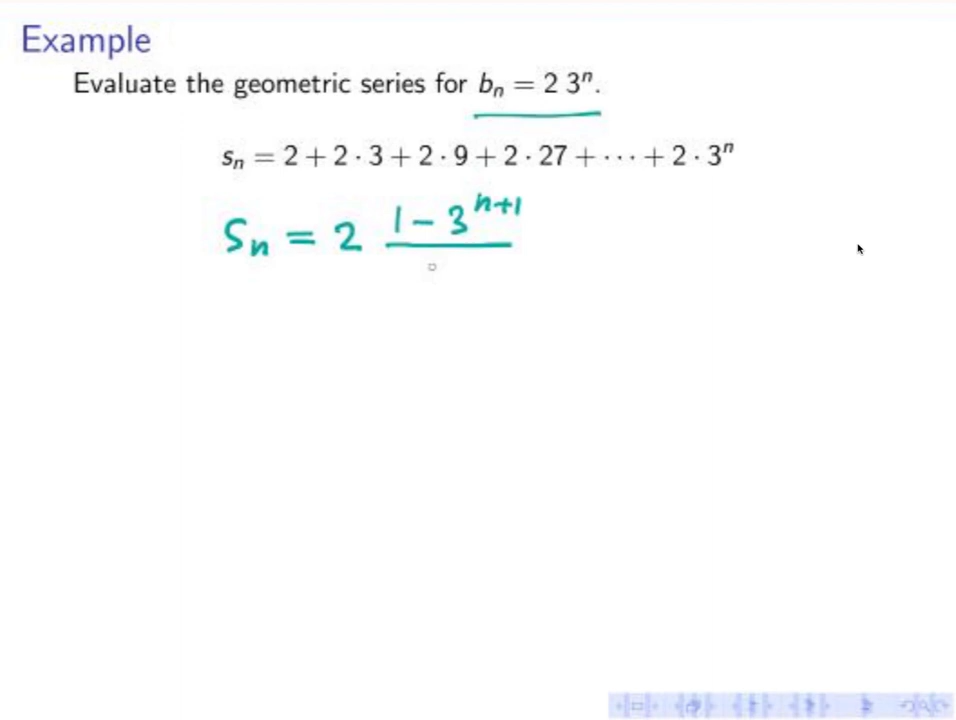 Example
Evaluate the geometric series for bₙ = 2 3ⁿ.
sₙ = 2 + 2 · 3 + 2 · 9 + 2 · 27 + ··· + 2 · 3ⁿ
Sₙ = 2 (1 − 3ⁿ⁺¹)/